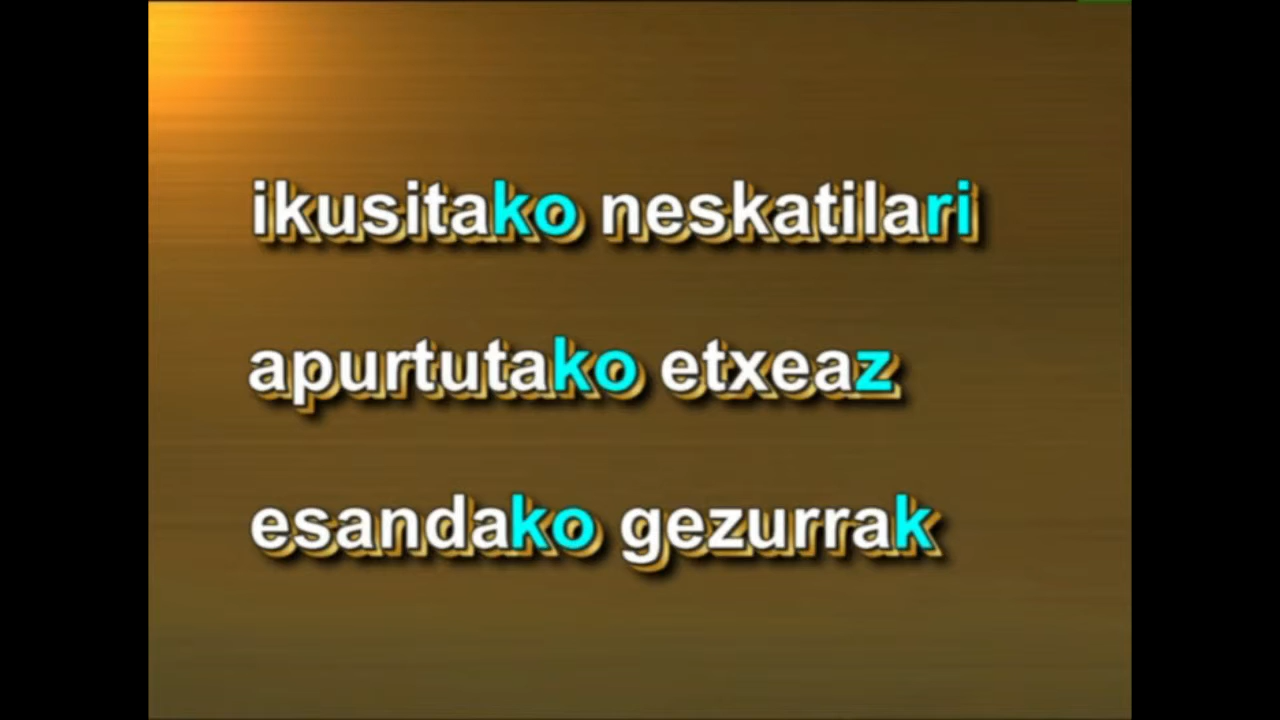 ikusitako neskatilari
apurtutako etxeaz
esandako gezurrak